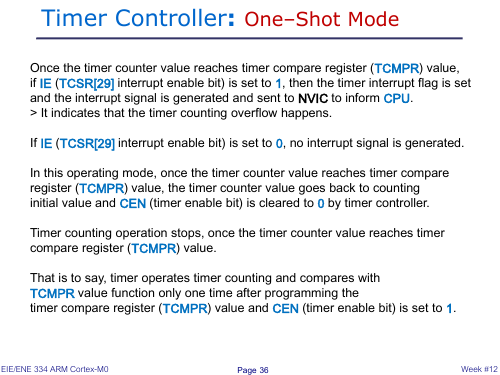 Timer Controller: One–Shot Mode
Once the timer counter value reaches timer compare register (TCMPR) value,
if IE (TCSR[29] interrupt enable bit) is set to 1, then the timer interrupt flag is set
and the interrupt signal is generated and sent to NVIC to inform CPU.
> It indicates that the timer counting overflow happens.
If IE (TCSR[29] interrupt enable bit) is set to 0, no interrupt signal is generated.
In this operating mode, once the timer counter value reaches timer compare
register (TCMPR) value, the timer counter value goes back to counting
initial value and CEN (timer enable bit) is cleared to 0 by timer controller.
Timer counting operation stops, once the timer counter value reaches timer
compare register (TCMPR) value.
That is to say, timer operates timer counting and compares with
TCMPR value function only one time after programming the
timer compare register (TCMPR) value and CEN (timer enable bit) is set to 1.
EIE/ENE 334 ARM Cortex-M0
Page 36
Week #12